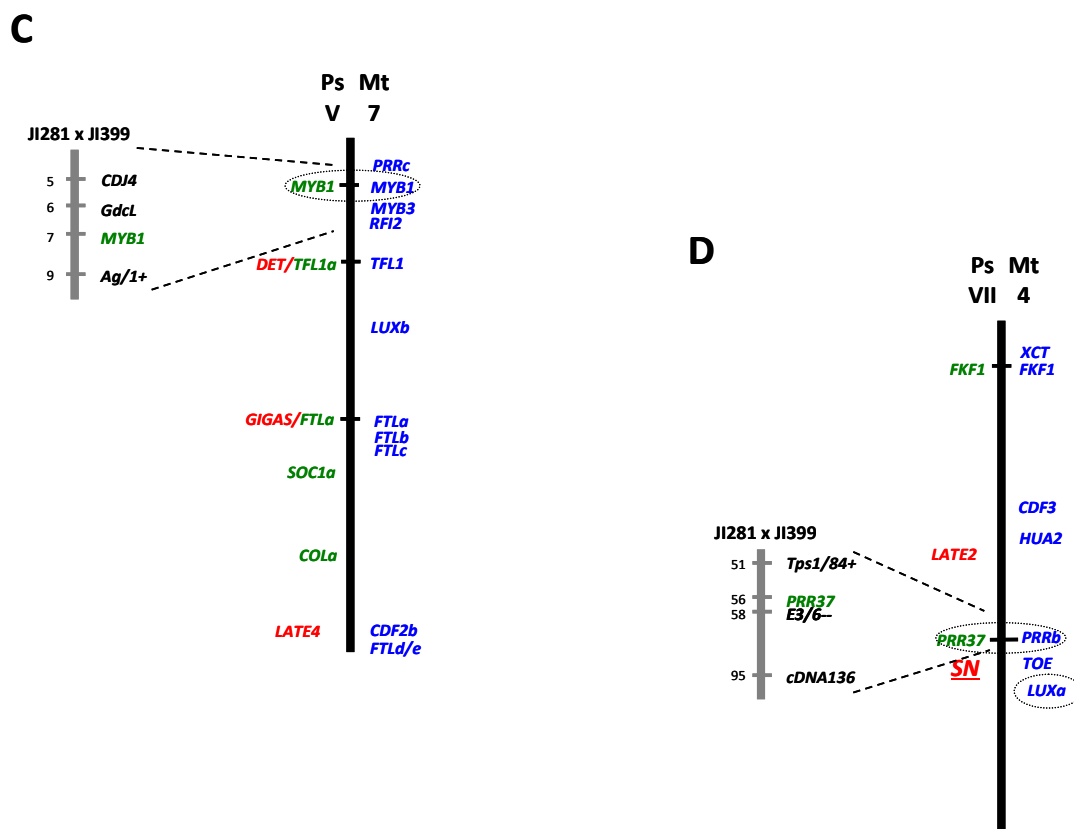 C
Ps Mt
V 7
JI281 x JI399
5 CDJ4
6 GdcL
7 MYB1
9 Ag/1+
PRRc
MYB1 MYB1
MYB3
RFI2
DET/TFL1a TFL1
LUXb
GIGAS/FTLa FTLa
FTLb
FTLc
SOC1a
COLa
LATE4 CDF2b
FTLd/e
D
Ps Mt
VII 4
XCT
FKF1 FKF1
CDF3
HUA2
LATE2
JI281 x JI399
51 Tps1/84+
56 PRR37
58 E3/6--
95 cDNA136
PRR37 PRRb
SN TOE
LUXa